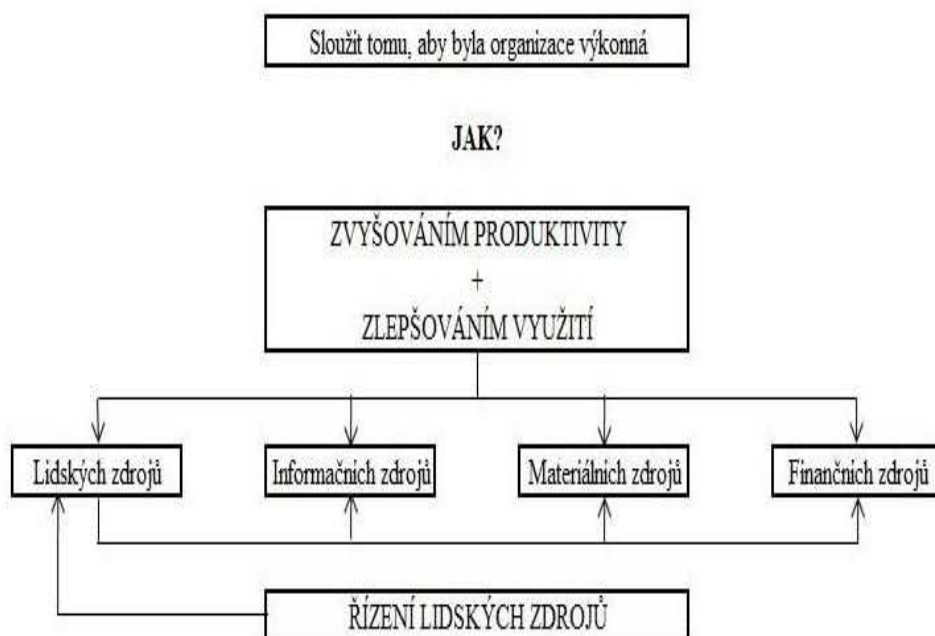 Sloužit tomu, aby byla organizace výkonná
JAK?
ZVYŠOVÁNÍM PRODUKTIVITY
+
ZLEPŠOVÁNÍM VYUŽITÍ
Lidských zdrojů
Informačních zdrojů
Materiálních zdrojů
Finančních zdrojů
ŘÍZENÍ LIDSKÝCH ZDROJŮ